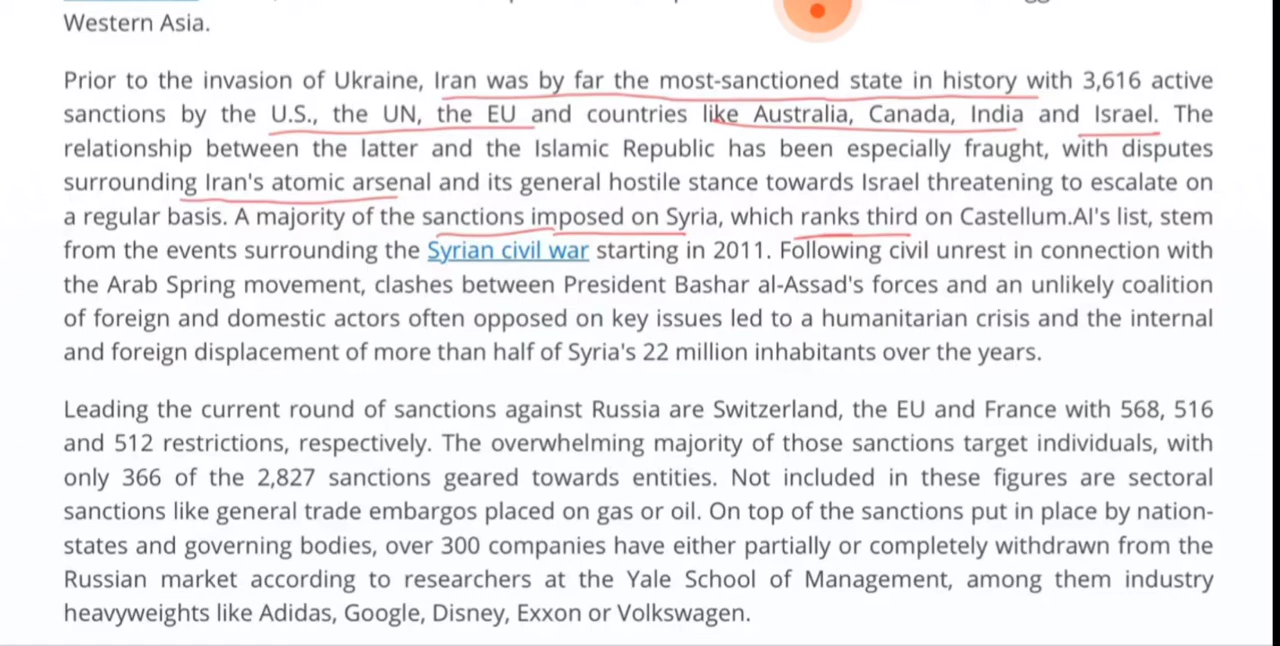 Western Asia.
Prior to the invasion of Ukraine, Iran was by far the most-sanctioned state in history with 3,616 active
sanctions by the U.S., the UN, the EU and countries like Australia, Canada, India and Israel. The
relationship between the latter and the Islamic Republic has been especially fraught, with disputes
surrounding Iran's atomic arsenal and its general hostile stance towards Israel threatening to escalate on
a regular basis. A majority of the sanctions imposed on Syria, which ranks third on Castellum.AI's list, stem
from the events surrounding the Syrian civil war starting in 2011. Following civil unrest in connection with
the Arab Spring movement, clashes between President Bashar al-Assad's forces and an unlikely coalition
of foreign and domestic actors often opposed on key issues led to a humanitarian crisis and the internal
and foreign displacement of more than half of Syria's 22 million inhabitants over the years.
Leading the current round of sanctions against Russia are Switzerland, the EU and France with 568, 516
and 512 restrictions, respectively. The overwhelming majority of those sanctions target individuals, with
only 366 of the 2,827 sanctions geared towards entities. Not included in these figures are sectoral
sanctions like general trade embargos placed on gas or oil. On top of the sanctions put in place by nation-
states and governing bodies, over 300 companies have either partially or completely withdrawn from the
Russian market according to researchers at the Yale School of Management, among them industry
heavyweights like Adidas, Google, Disney, Exxon or Volkswagen.